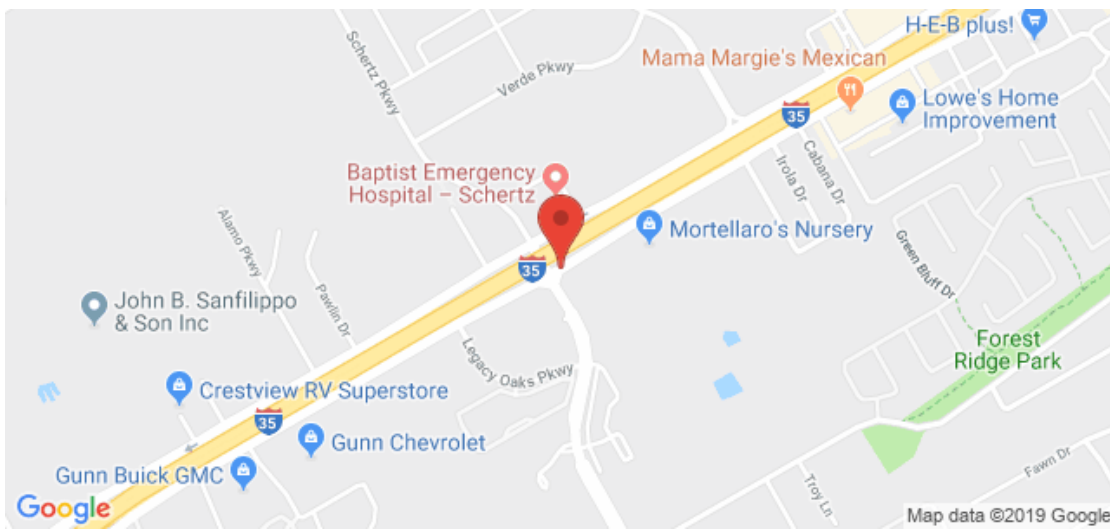 H-E-B plus!
Schertz Pkwy
Verde Pkwy
Mama Margie's Mexican
35
Lowe's Home
Improvement
Baptist Emergency
Hospital – Schertz
Irola Dr
Cabana Dr
Alamo Pkwy
Mortellaro's Nursery
35
Green Bluff Dr
John B. Sanfilippo
& Son Inc
Pawlin Dr
Legacy Oaks Pkwy
Forest
Ridge Park
Crestview RV Superstore
35
Gunn Chevrolet
Gunn Buick GMC
Troy Ln
Fawn Dr
Google
Map data ©2019 Google